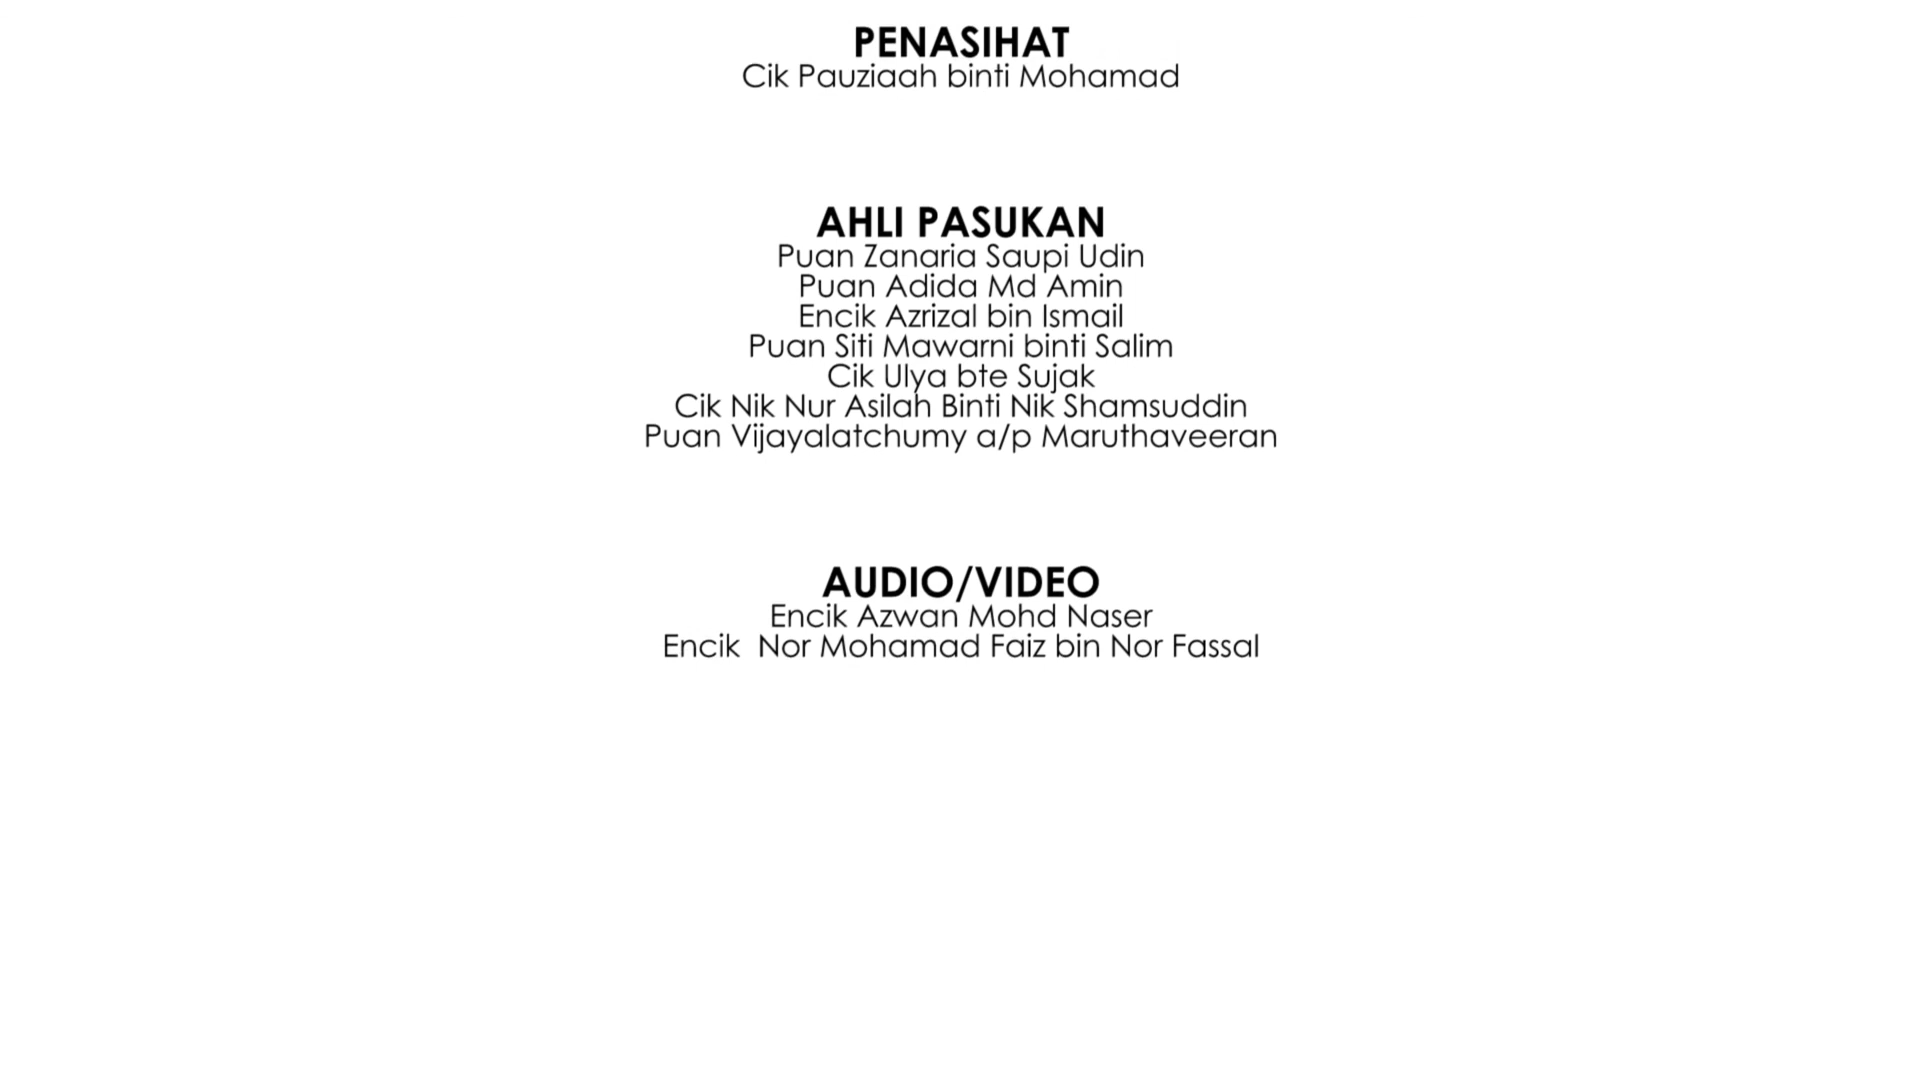 PENASIHAT
Cik Pauziaah binti Mohamad
AHLI PASUKAN
Puan Zanaria Saupi Udin
Puan Adida Md Amin
Encik Azrizal bin Ismail
Puan Siti Mawarni binti Salim
Cik Ulya bte Sujak
Cik Nik Nur Asilah Binti Nik Shamsuddin
Puan Vijayalatchumy a/p Maruthaveeran
AUDIO/VIDEO
Encik Azwan Mohd Naser
Encik  Nor Mohamad Faiz bin Nor Fassal